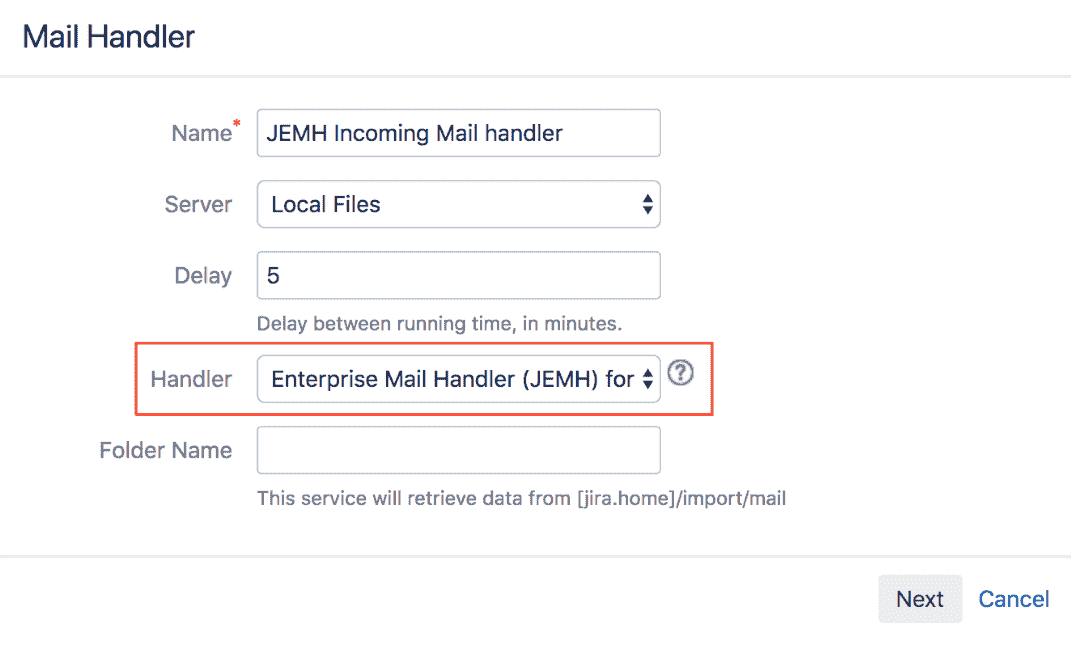 Mail Handler
Name*
JEMH Incoming Mail handler
Server
Local Files
Delay
5
Delay between running time, in minutes.
Handler
Enterprise Mail Handler (JEMH) for
?
Folder Name
This service will retrieve data from [jira.home]/import/mail
Next
Cancel